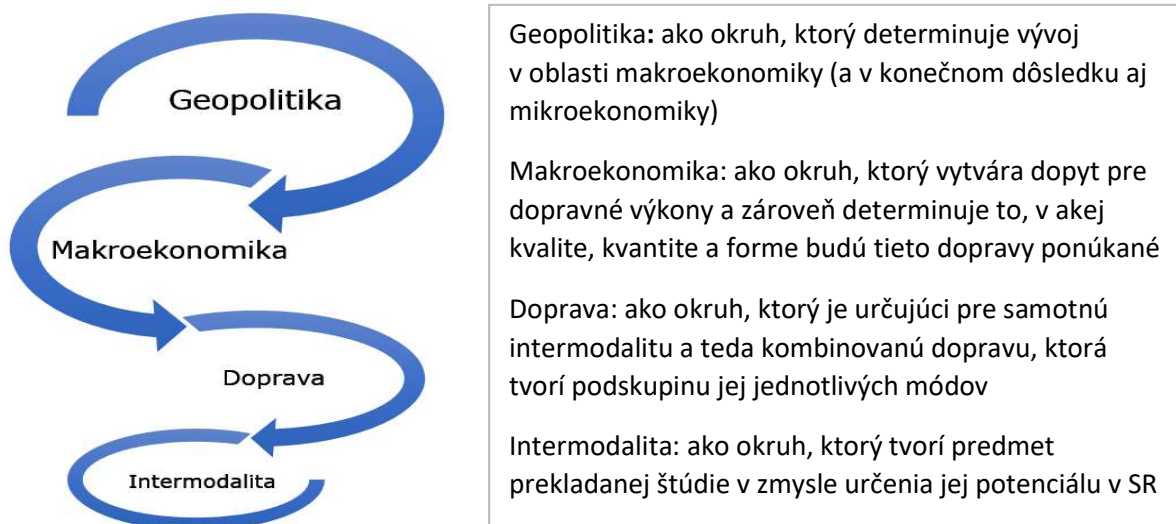 Geopolitika
Makroekonomika
Doprava
Intermodalita
Geopolitika: ako okruh, ktorý determinuje vývoj
v oblasti makroekonomiky (a v konečnom dôsledku aj
mikroekonomiky)
Makroekonomika: ako okruh, ktorý vytvára dopyt pre
dopravné výkony a zároveň determinuje to, v akej
kvalite, kvantite a forme budú tieto dopravy ponúkané
Doprava: ako okruh, ktorý je určujúci pre samotnú
intermodalitu a teda kombinovanú dopravu, ktorá
tvorí podskupinu jej jednotlivých módov
Intermodalita: ako okruh, ktorý tvorí predmet
prekladanej štúdie v zmysle určenia jej potenciálu v SR